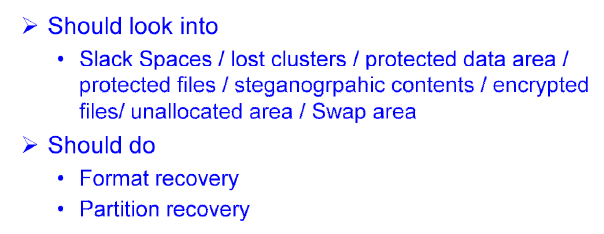 ➢ Should look into
• Slack Spaces / lost clusters / protected data area /
protected files / steganogrpahic contents / encrypted
files/ unallocated area / Swap area
➢ Should do
• Format recovery
• Partition recovery